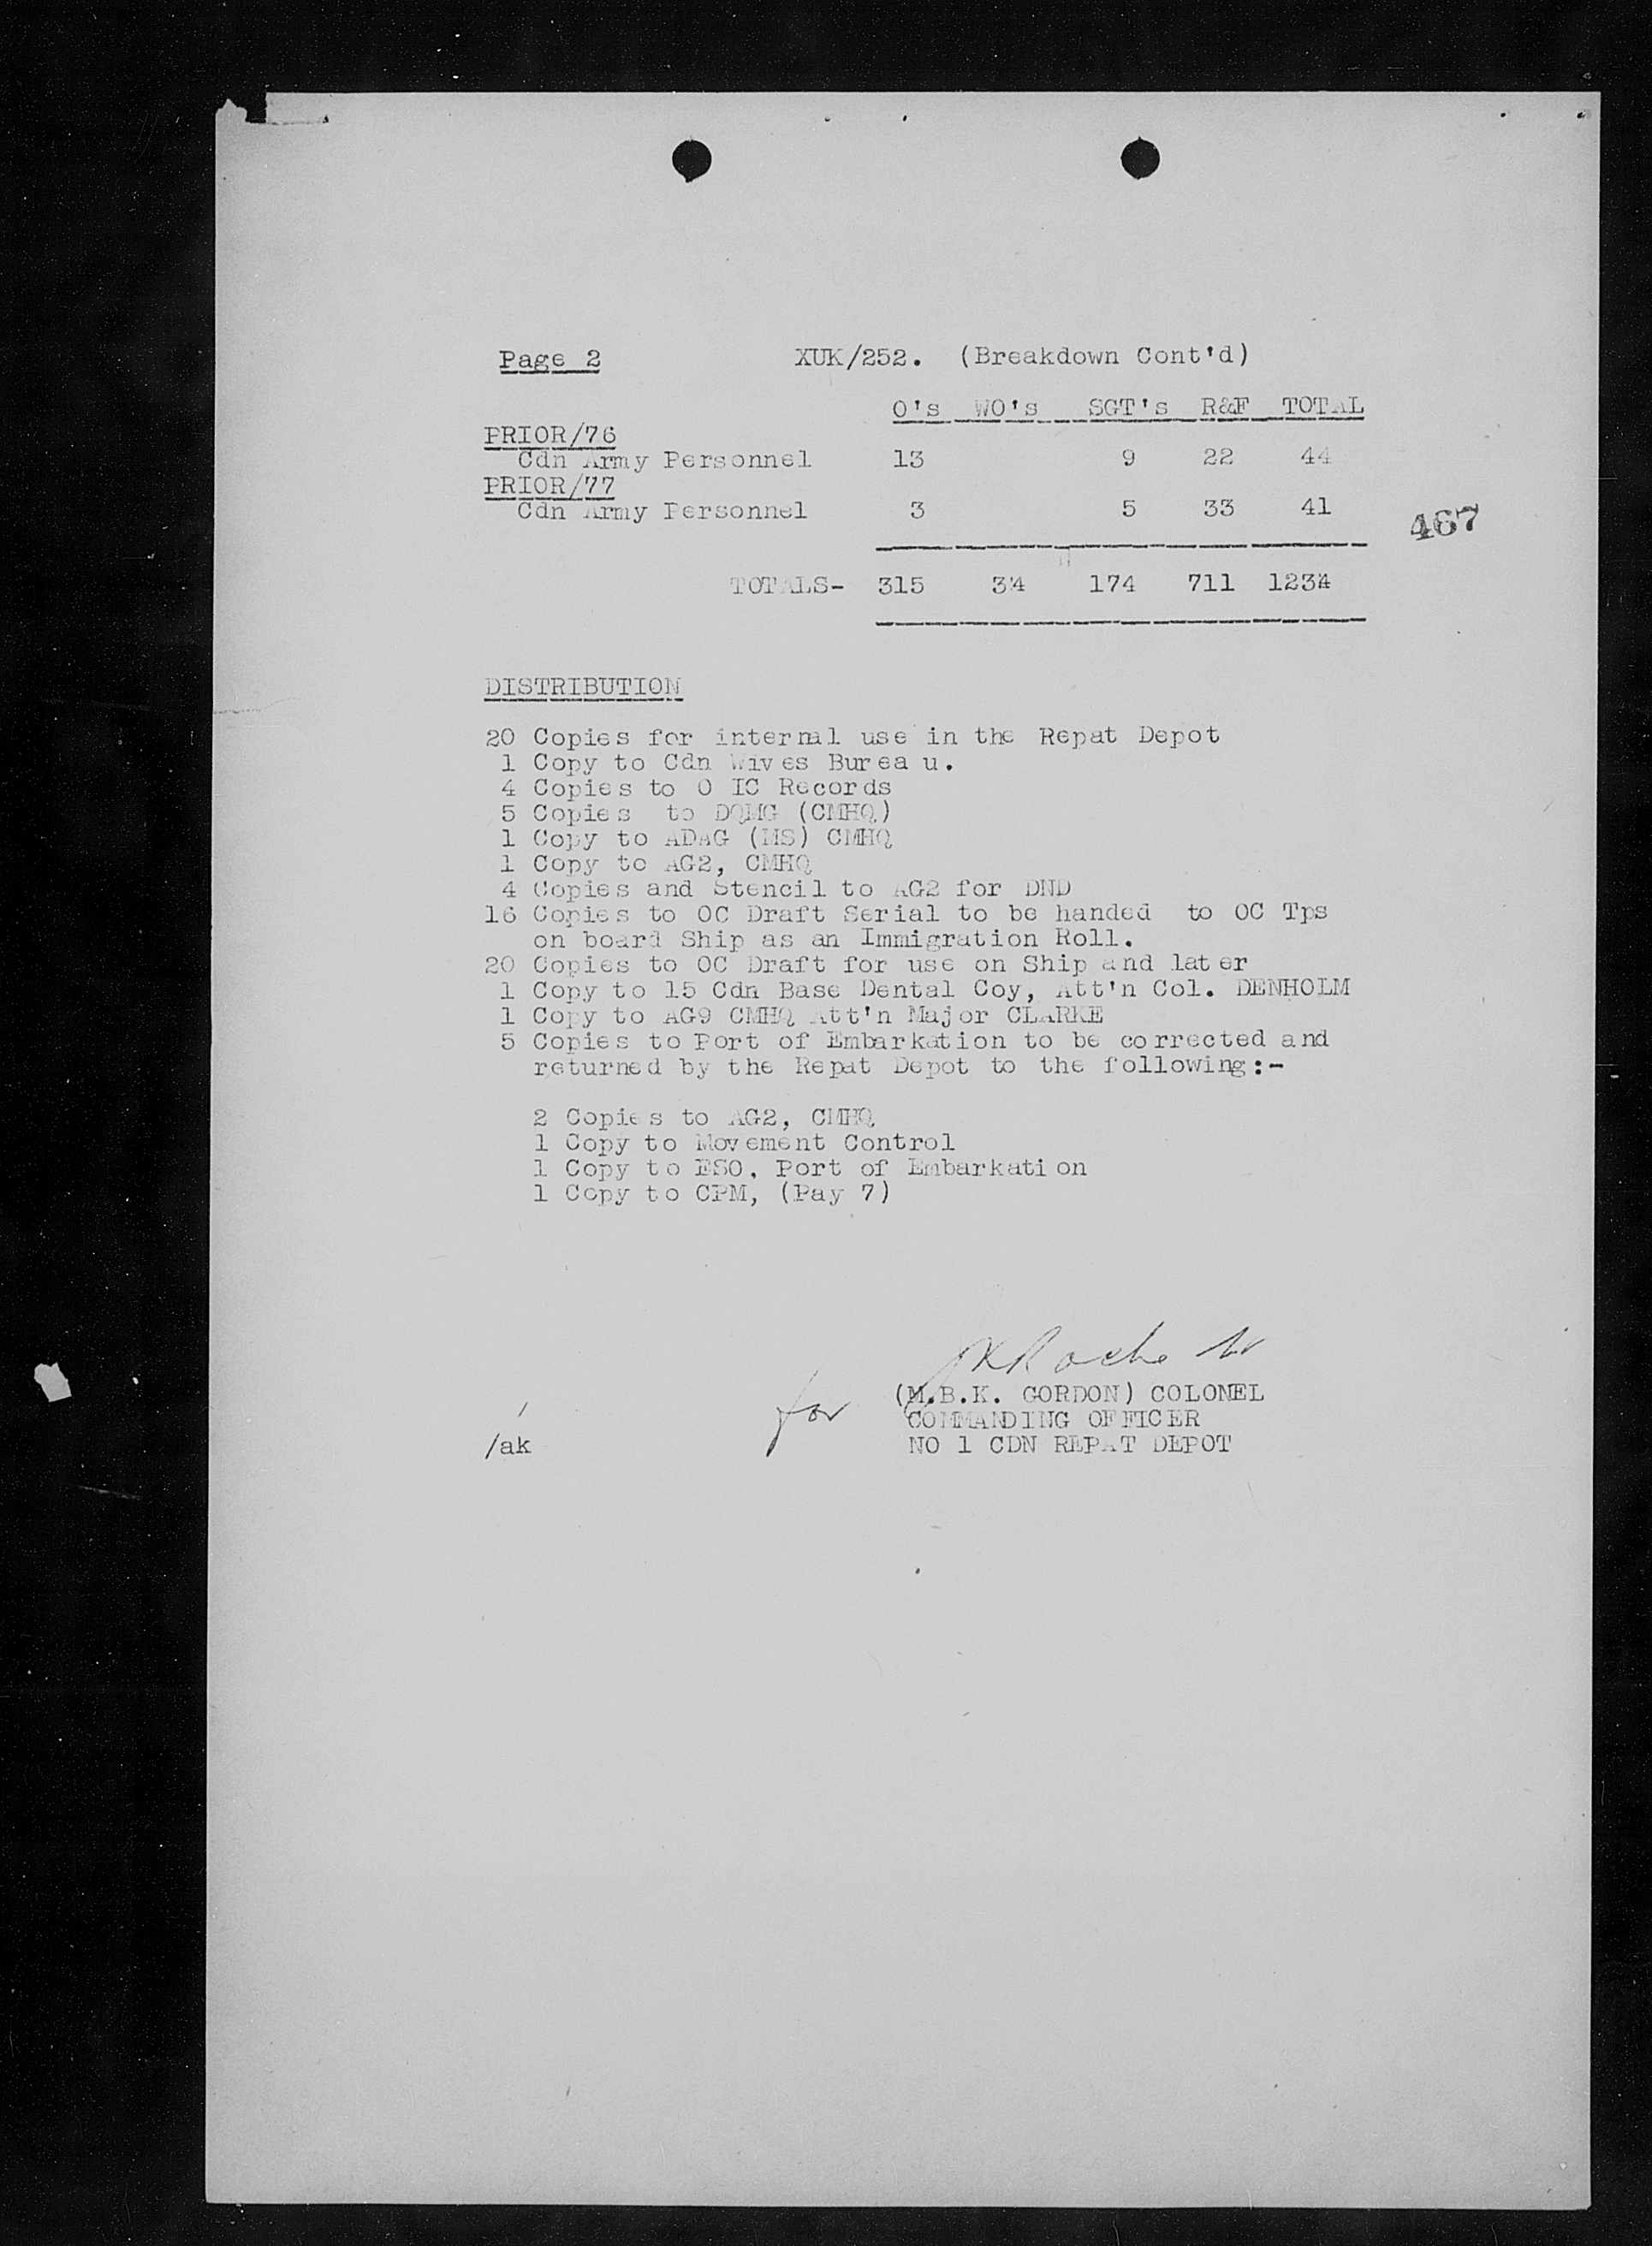 Page 2 XUK/252. (Breakdown Cont'd)
O's WO's SGT's R&F TOTAL
PRIOR/76
Cdn Army Personnel 13 9 22 44
PRIOR/77
Cdn Army Personnel 3 5 33 41
467
TOTALS- 315 34 174 711 1234
DISTRIBUTION
20 Copies for internal use in the Repat Depot
1 Copy to Cdn Wives Bureau.
4 Copies to O IC Records
5 Copies to DQMG (CMHQ)
1 Copy to ADAG (MS) CMHQ
1 Copy to AG2, CMHQ
4 Copies and Stencil to AG2 for DND
16 Copies to OC Draft Serial to be handed to OC Tps
on board Ship as an Immigration Roll.
20 Copies to OC Draft for use on Ship and later
1 Copy to 15 Cdn Base Dental Coy, Att'n Col. DENHOLM
1 Copy to AG9 CMHQ Att'n Major CLARKE
5 Copies to Port of Embarkation to be corrected and
returned by the Repat Depot to the following:-
2 Copies to AG2, CMHQ
1 Copy to Movement Control
1 Copy to ESO, Port of Embarkation
1 Copy to CPM, (Pay 7)
for (M.B.K. GORDON) COLONEL
COMMANDING OFFICER
/ak NO 1 CDN REPAT DEPOT